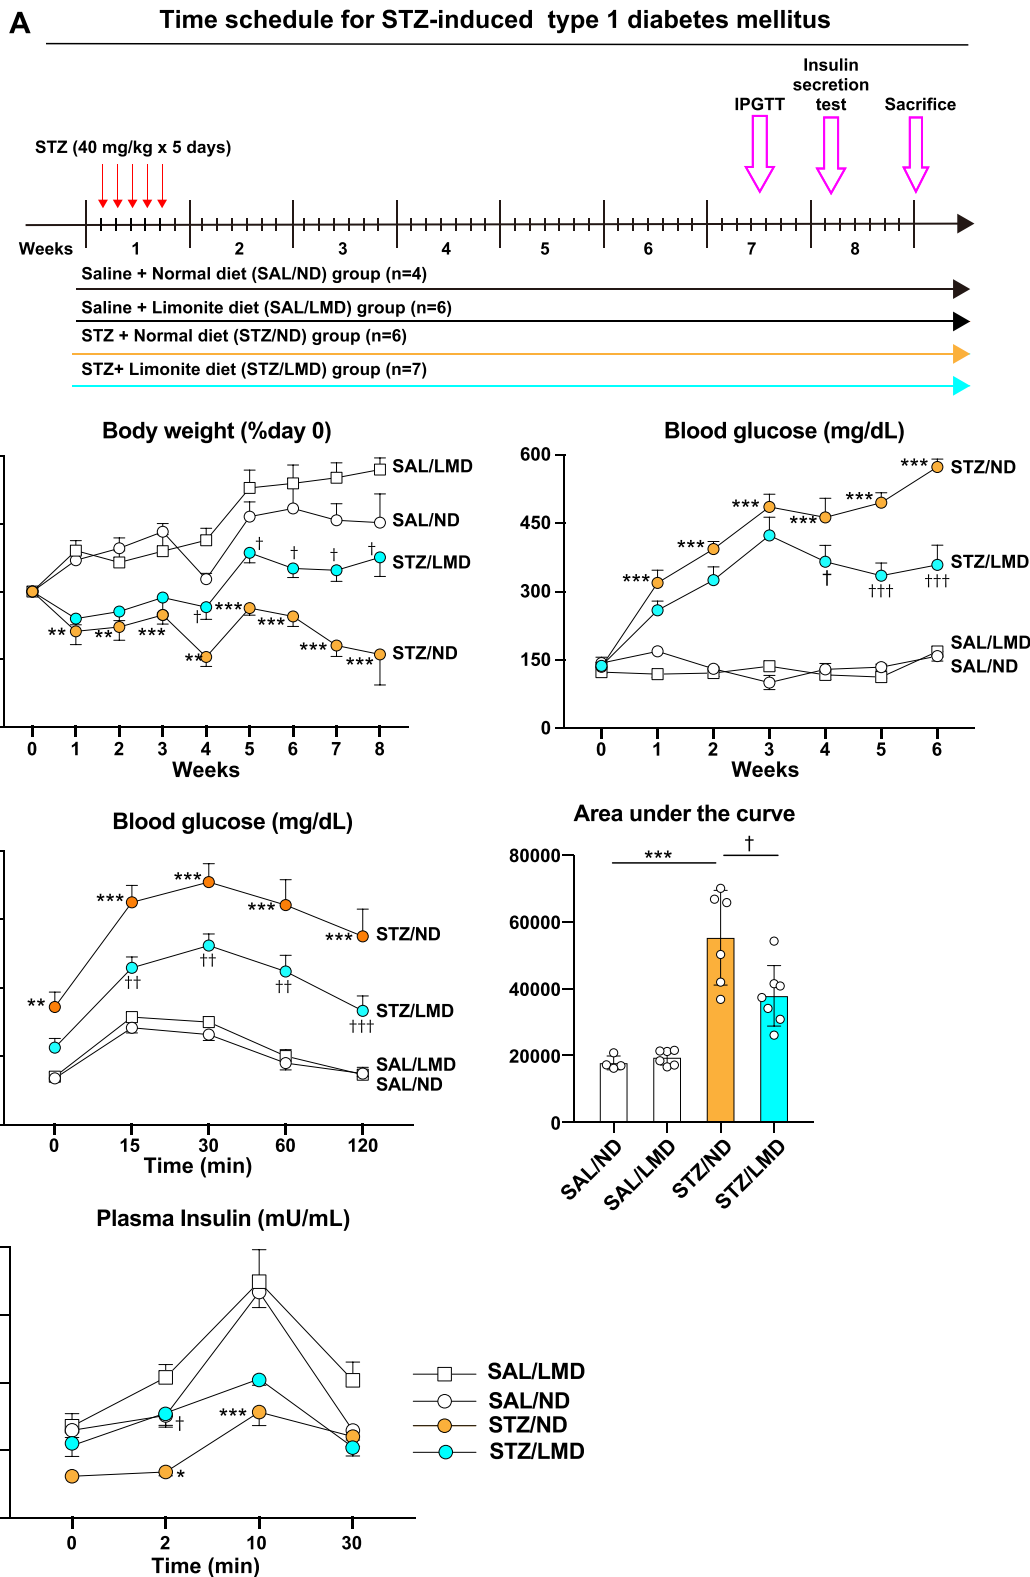 A
Time schedule for STZ-induced type 1 diabetes mellitus
Insulin
secretion
IPGTT test Sacrifice
STZ (40 mg/kg x 5 days)
Weeks 1 2 3 4 5 6 7 8
Saline + Normal diet (SAL/ND) group (n=4)
Saline + Limonite diet (SAL/LMD) group (n=6)
STZ + Normal diet (STZ/ND) group (n=6)
STZ+ Limonite diet (STZ/LMD) group (n=7)
Body weight (%day 0)
SAL/LMD
SAL/ND
† † † †
STZ/LMD
†
** ** *** ** *** *** *** ***
STZ/ND
0 1 2 3 4 5 6 7 8
Weeks
Blood glucose (mg/dL)
600
450
300
150
0
*** *** *** *** *** ***
STZ/ND
STZ/LMD
† ††† †††
SAL/LMD
SAL/ND
0 1 2 3 4 5 6
Weeks
Blood glucose (mg/dL)
** *** *** *** ***
STZ/ND
†† †† †† †††
STZ/LMD
SAL/LMD
SAL/ND
0 15 30 60 120
Time (min)
Area under the curve
80000
60000
40000
20000
0
*** †
SAL/ND
SAL/LMD
STZ/ND
STZ/LMD
Plasma Insulin (mU/mL)
***
†
*
0 2 10 30
Time (min)
SAL/LMD
SAL/ND
STZ/ND
STZ/LMD